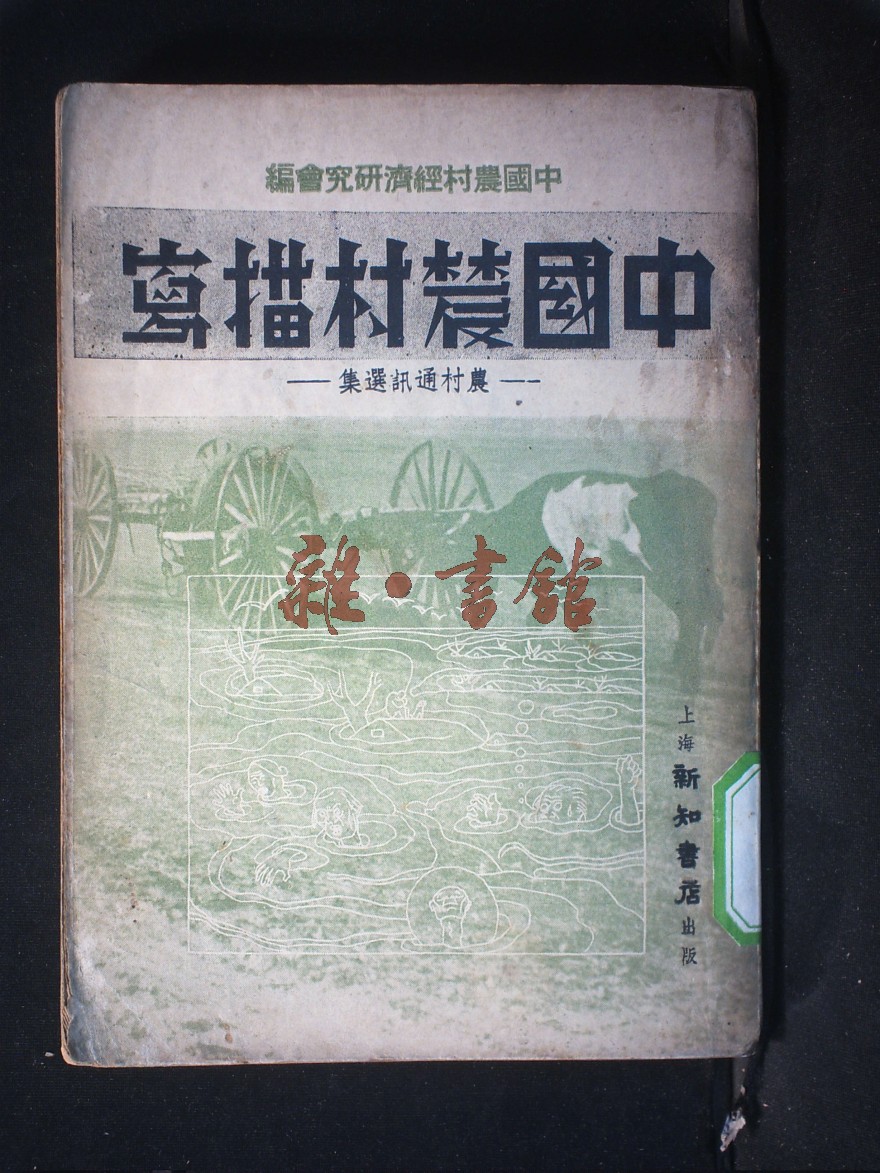 中國農村經濟研究會編
中國農村描寫
—農村通訊選集—
雜·書館
上海新知書店出版